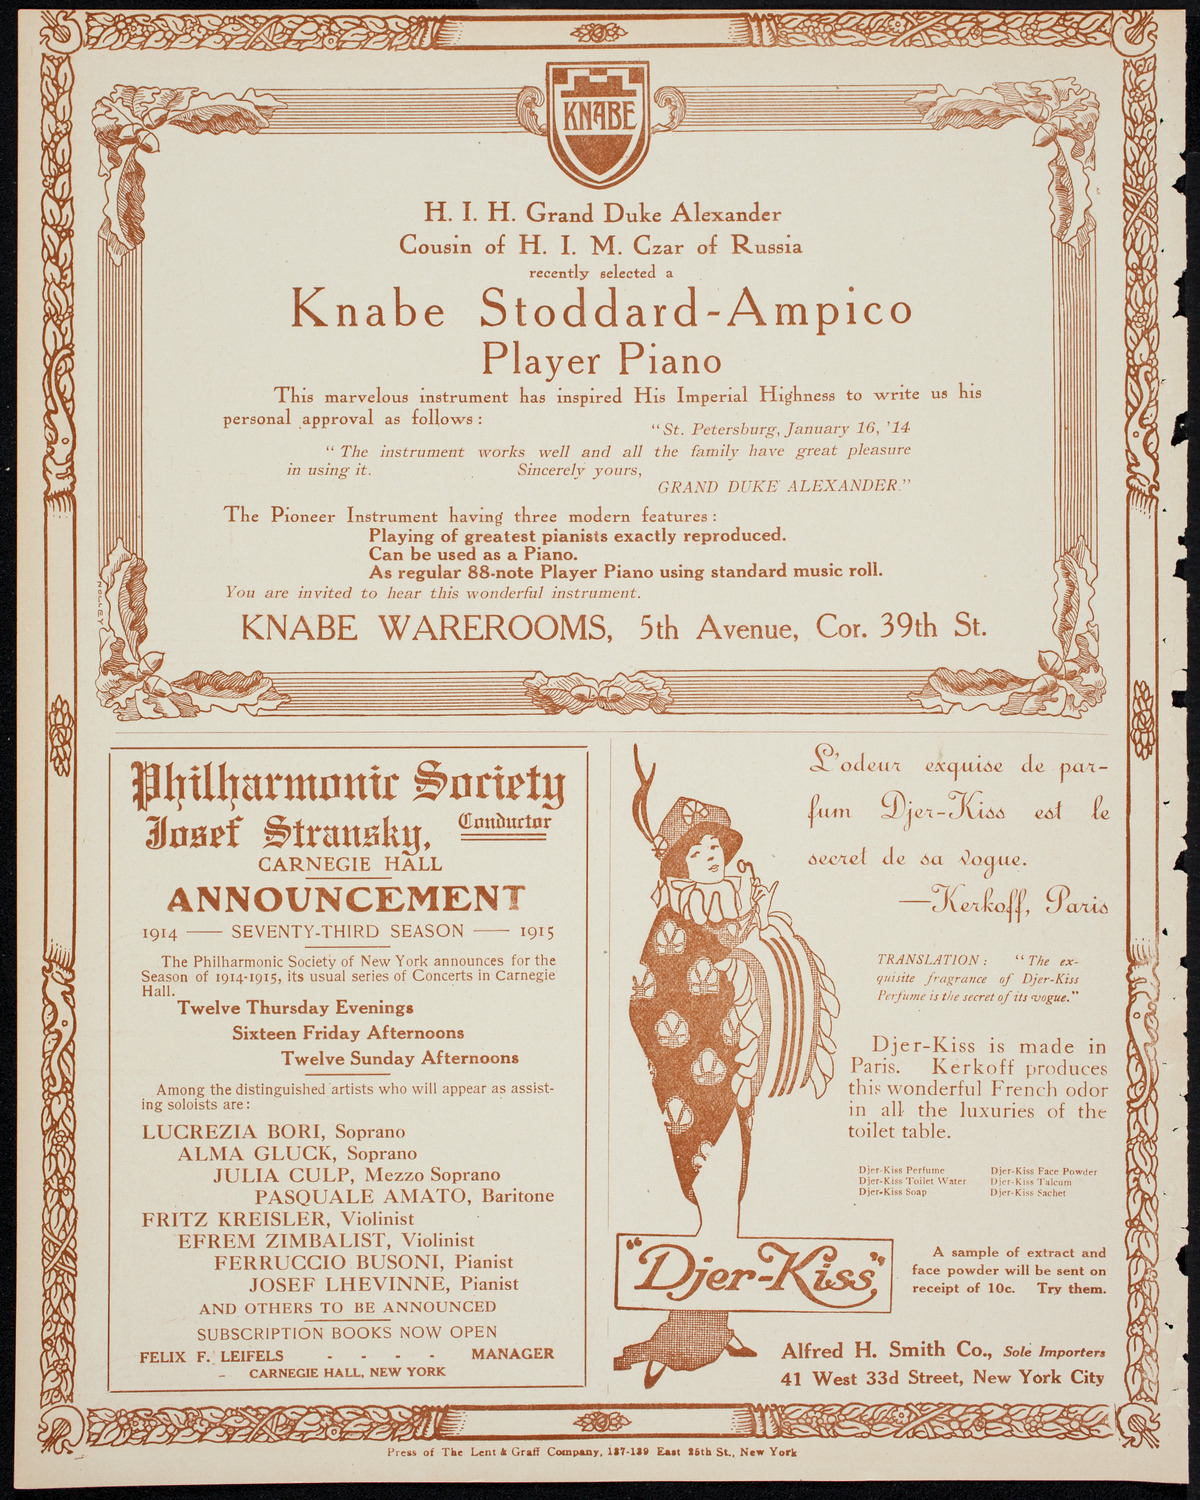 KNABE
H. I. H. Grand Duke Alexander
Cousin of H. I. M. Czar of Russia
recently selected a
Knabe Stoddard-Ampico
Player Piano
This marvelous instrument has inspired His Imperial Highness to write us his
personal approval as follows:
"St. Petersburg, January 16, '14
"The instrument works well and all the family have great pleasure
in using it. Sincerely yours,
GRAND DUKE ALEXANDER."
The Pioneer Instrument having three modern features:
Playing of greatest pianists exactly reproduced.
Can be used as a Piano.
As regular 88-note Player Piano using standard music roll.
You are invited to hear this wonderful instrument.
KNABE WAREROOMS, 5th Avenue, Cor. 39th St.
Philharmonic Society
Josef Stransky, Conductor
CARNEGIE HALL
ANNOUNCEMENT
1914 — SEVENTY-THIRD SEASON — 1915
The Philharmonic Society of New York announces for the
Season of 1914-1915, its usual series of Concerts in Carnegie
Hall.
Twelve Thursday Evenings
Sixteen Friday Afternoons
Twelve Sunday Afternoons
Among the distinguished artists who will appear as assist-
ing soloists are:
LUCREZIA BORI, Soprano
ALMA GLUCK, Soprano
JULIA CULP, Mezzo Soprano
PASQUALE AMATO, Baritone
FRITZ KREISLER, Violinist
EFREM ZIMBALIST, Violinist
FERRUCCIO BUSONI, Pianist
JOSEF LHEVINNE, Pianist
AND OTHERS TO BE ANNOUNCED
SUBSCRIPTION BOOKS NOW OPEN
FELIX F. LEIFELS - - - - MANAGER
CARNEGIE HALL, NEW YORK
L'odeur exquise de par-
fum Djer-Kiss est le
secret de sa vogue.
—Kerkoff, Paris
TRANSLATION: "The ex-
quisite fragrance of Djer-Kiss
Perfume is the secret of its vogue."
Djer-Kiss is made in
Paris. Kerkoff produces
this wonderful French odor
in all the luxuries of the
toilet table.
Djer-Kiss Perfume Djer-Kiss Face Powder
Djer-Kiss Toilet Water Djer-Kiss Talcum
Djer-Kiss Soap Djer-Kiss Sachet
"Djer-Kiss"
A sample of extract and
face powder will be sent on
receipt of 10c. Try them.
Alfred H. Smith Co., Sole Importers
41 West 33d Street, New York City
Press of The Lent & Graff Company, 137-139 East 25th St., New York